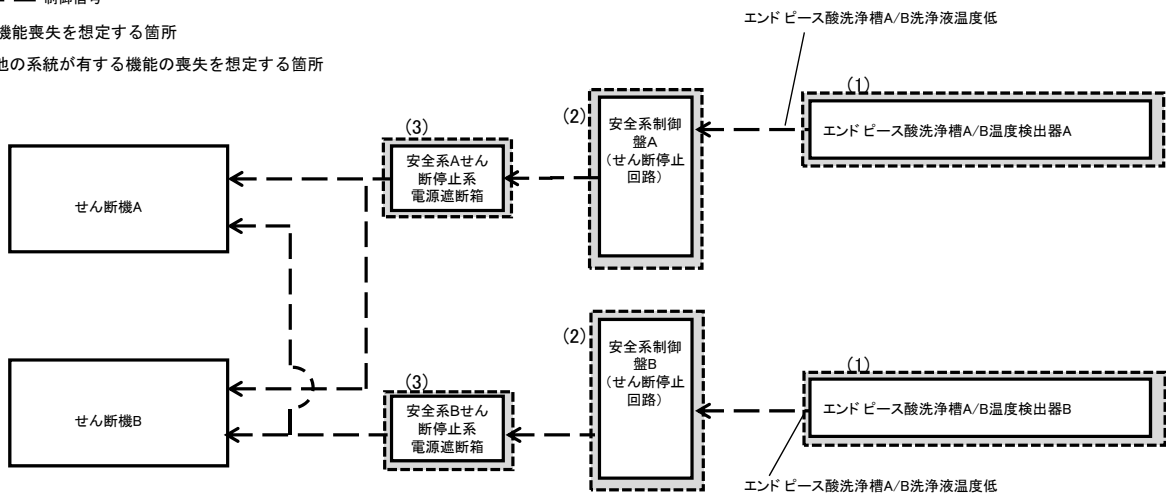 制御信号
機能喪失を想定する箇所
他の系統が有する機能の喪失を想定する箇所
エンドピース酸洗浄槽A/B洗浄液温度低
(1)
エンドピース酸洗浄槽A/B温度検出器A
(2)
安全系制御
盤A
(せん断停止
回路)
(3)
安全系Aせん
断停止系
電源遮断箱
せん断機A
(1)
エンドピース酸洗浄槽A/B温度検出器B
(2)
安全系制御
盤B
(せん断停止
回路)
(3)
安全系Bせん
断停止系
電源遮断箱
せん断機B
エンドピース酸洗浄槽A/B洗浄液温度低